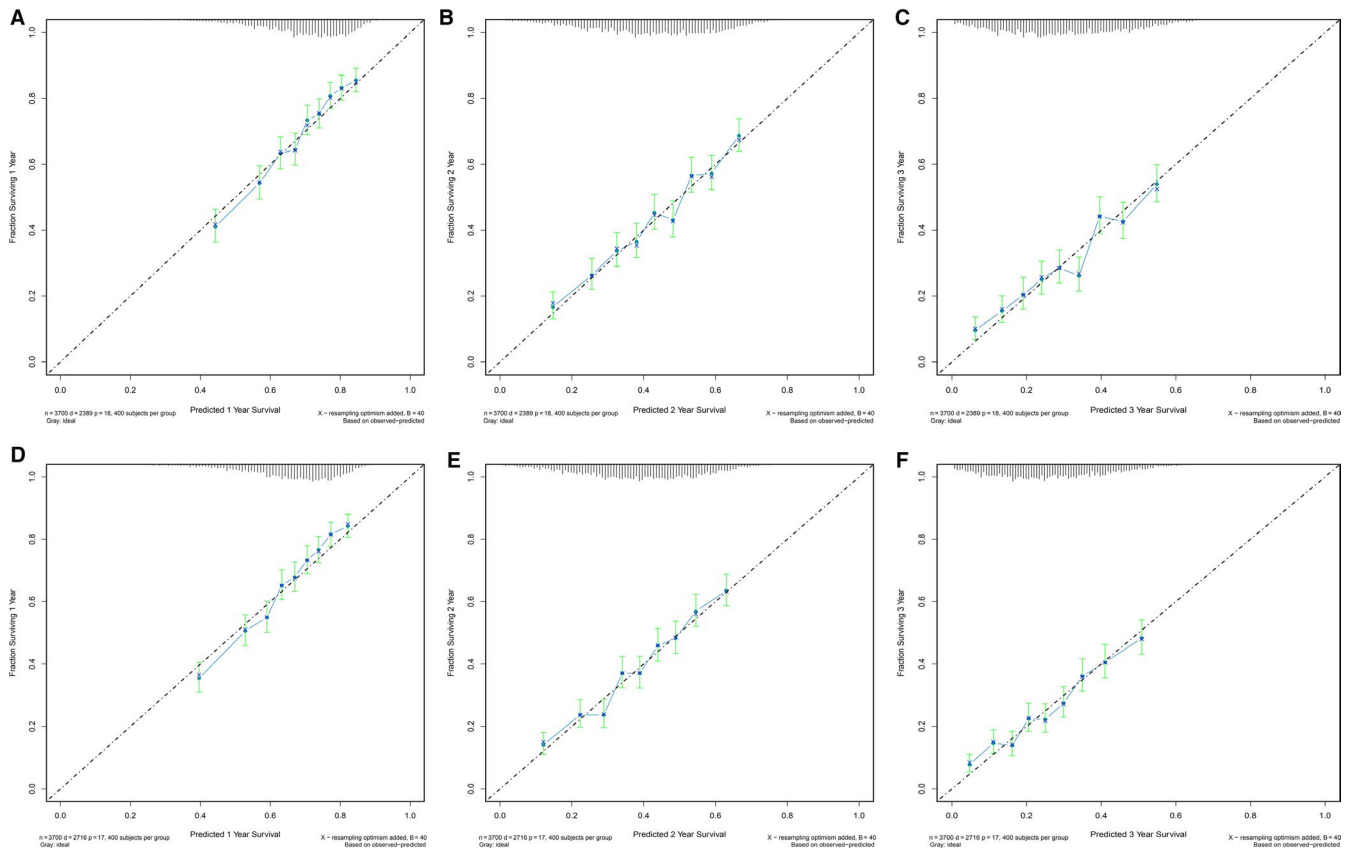 A
B
C
1.0
0.8
0.6
0.4
0.2
0.0
Fraction Surviving 1 Year
0.0 0.2 0.4 0.6 0.8 1.0
Predicted 1 Year Survival
n = 3700 d = 2389 p = 18, 400 subjects per group
Gray: ideal
X − resampling optimism added, B = 40
Based on observed−predicted
1.0
0.8
0.6
0.4
0.2
0.0
Fraction Surviving 2 Year
0.0 0.2 0.4 0.6 0.8 1.0
Predicted 2 Year Survival
n = 3700 d = 2389 p = 18, 400 subjects per group
Gray: ideal
X − resampling optimism added, B = 40
Based on observed−predicted
1.0
0.8
0.6
0.4
0.2
0.0
Fraction Surviving 3 Year
0.0 0.2 0.4 0.6 0.8 1.0
Predicted 3 Year Survival
n = 3700 d = 2389 p = 18, 400 subjects per group
Gray: ideal
X − resampling optimism added, B = 40
Based on observed−predicted
D
E
F
1.0
0.8
0.6
0.4
0.2
0.0
Fraction Surviving 1 Year
0.0 0.2 0.4 0.6 0.8 1.0
Predicted 1 Year Survival
n = 3700 d = 2716 p = 17, 400 subjects per group
Gray: ideal
X − resampling optimism added, B = 40
Based on observed−predicted
1.0
0.8
0.6
0.4
0.2
0.0
Fraction Surviving 2 Year
0.0 0.2 0.4 0.6 0.8 1.0
Predicted 2 Year Survival
n = 3700 d = 2716 p = 17, 400 subjects per group
Gray: ideal
X − resampling optimism added, B = 40
Based on observed−predicted
1.0
0.8
0.6
0.4
0.2
0.0
Fraction Surviving 3 Year
0.0 0.2 0.4 0.6 0.8 1.0
Predicted 3 Year Survival
n = 3700 d = 2716 p = 17, 400 subjects per group
Gray: ideal
X − resampling optimism added, B = 40
Based on observed−predicted